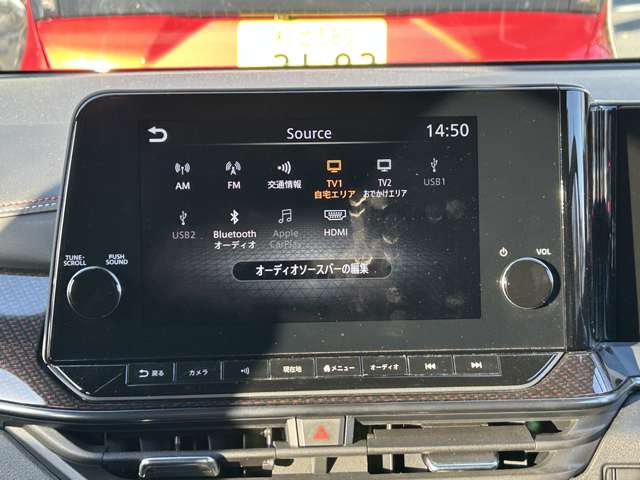 Source
14:50
AM
FM
交通情報
TV1
自宅エリア
TV2
おでかけエリア
USB1
USB2
Bluetooth
オーディオ
Apple
CarPlay
HDMI
オーディオソースバーの編集
TUNE·
SCROLL
PUSH
SOUND
VOL
戻る
カメラ
現在地
メニュー
オーディオ